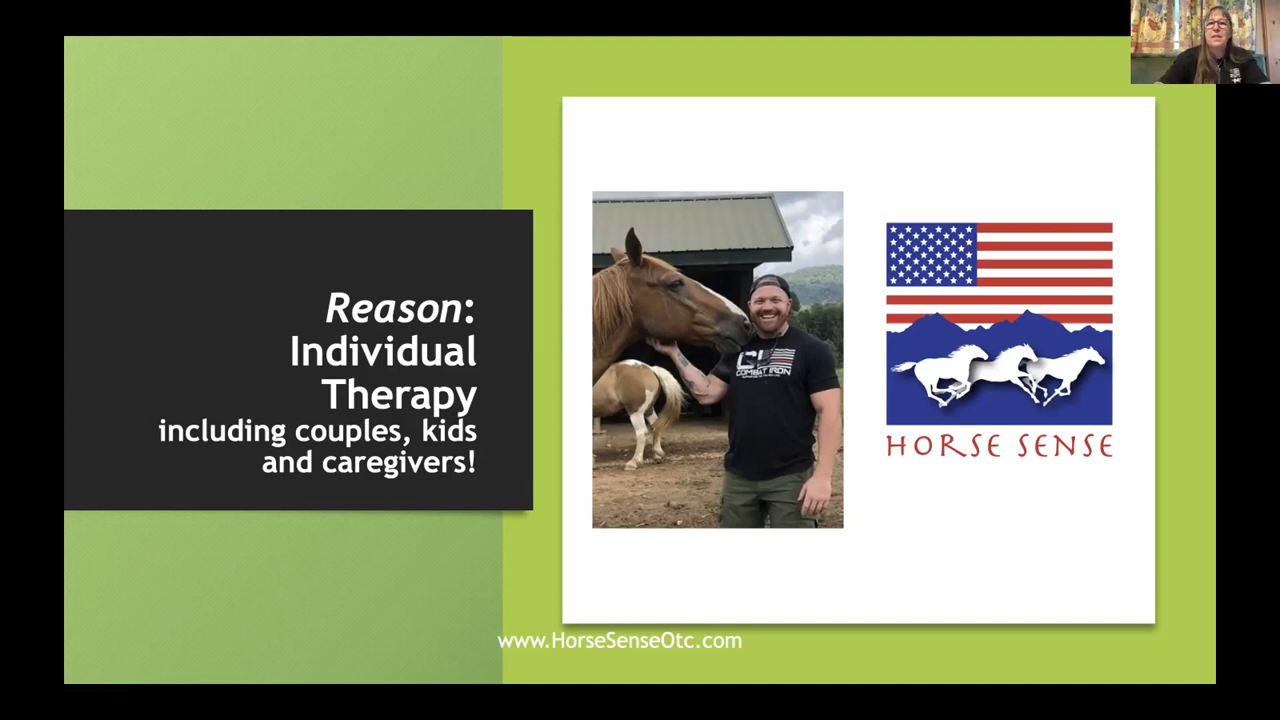 Reason:
Individual
Therapy
including couples, kids
and caregivers!
COMBAT IRON
HORSE SENSE
www.HorseSenseOtc.com